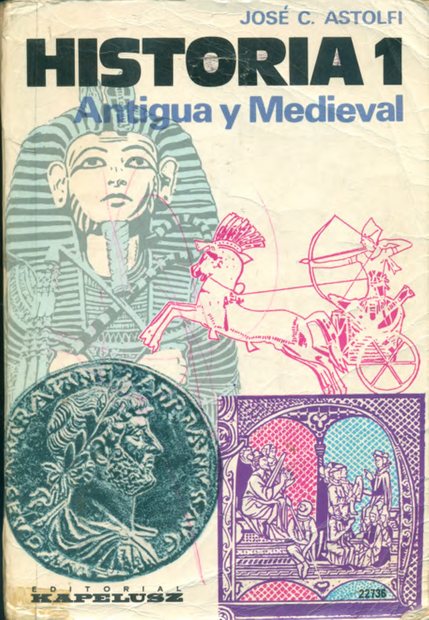 JOSÉ C. ASTOLFI
HISTORIA 1
Antigua y Medieval
EDITORIAL
KAPELUSZ
22736